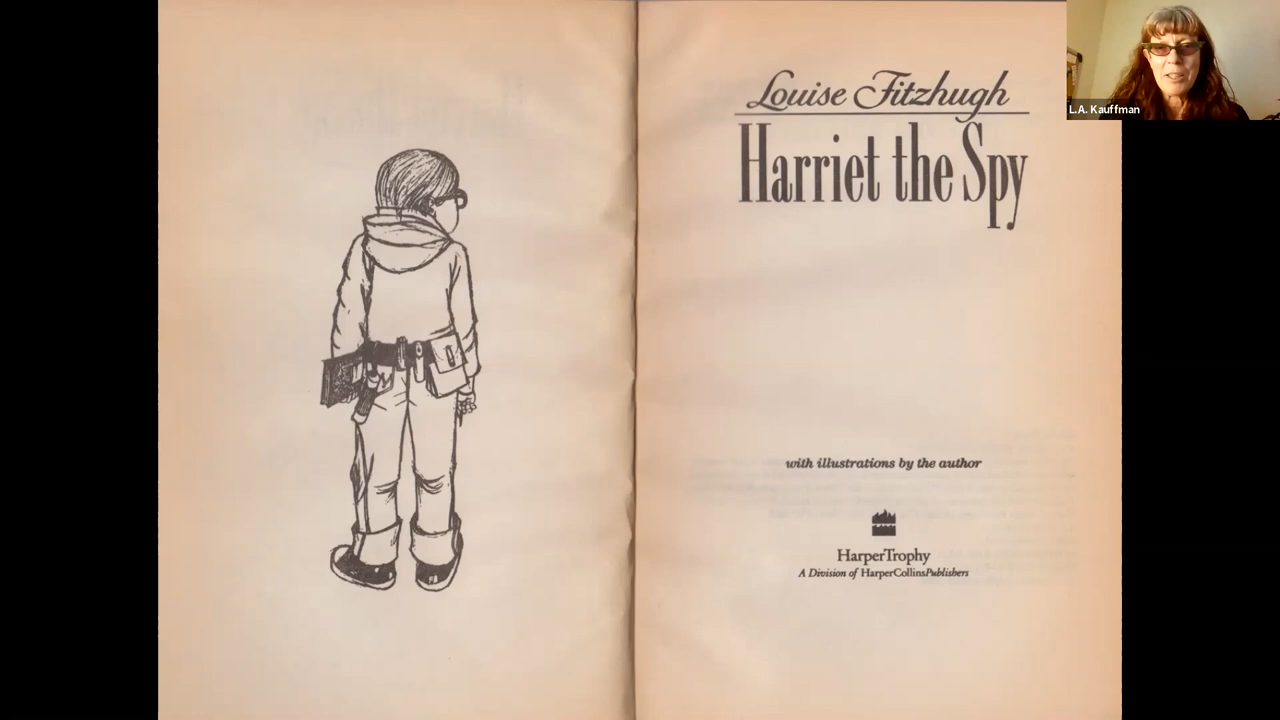 Louise Fitzhugh
Harriet the Spy
with illustrations by the author
HarperTrophy
A Division of HarperCollinsPublishers
L.A. Kauffman